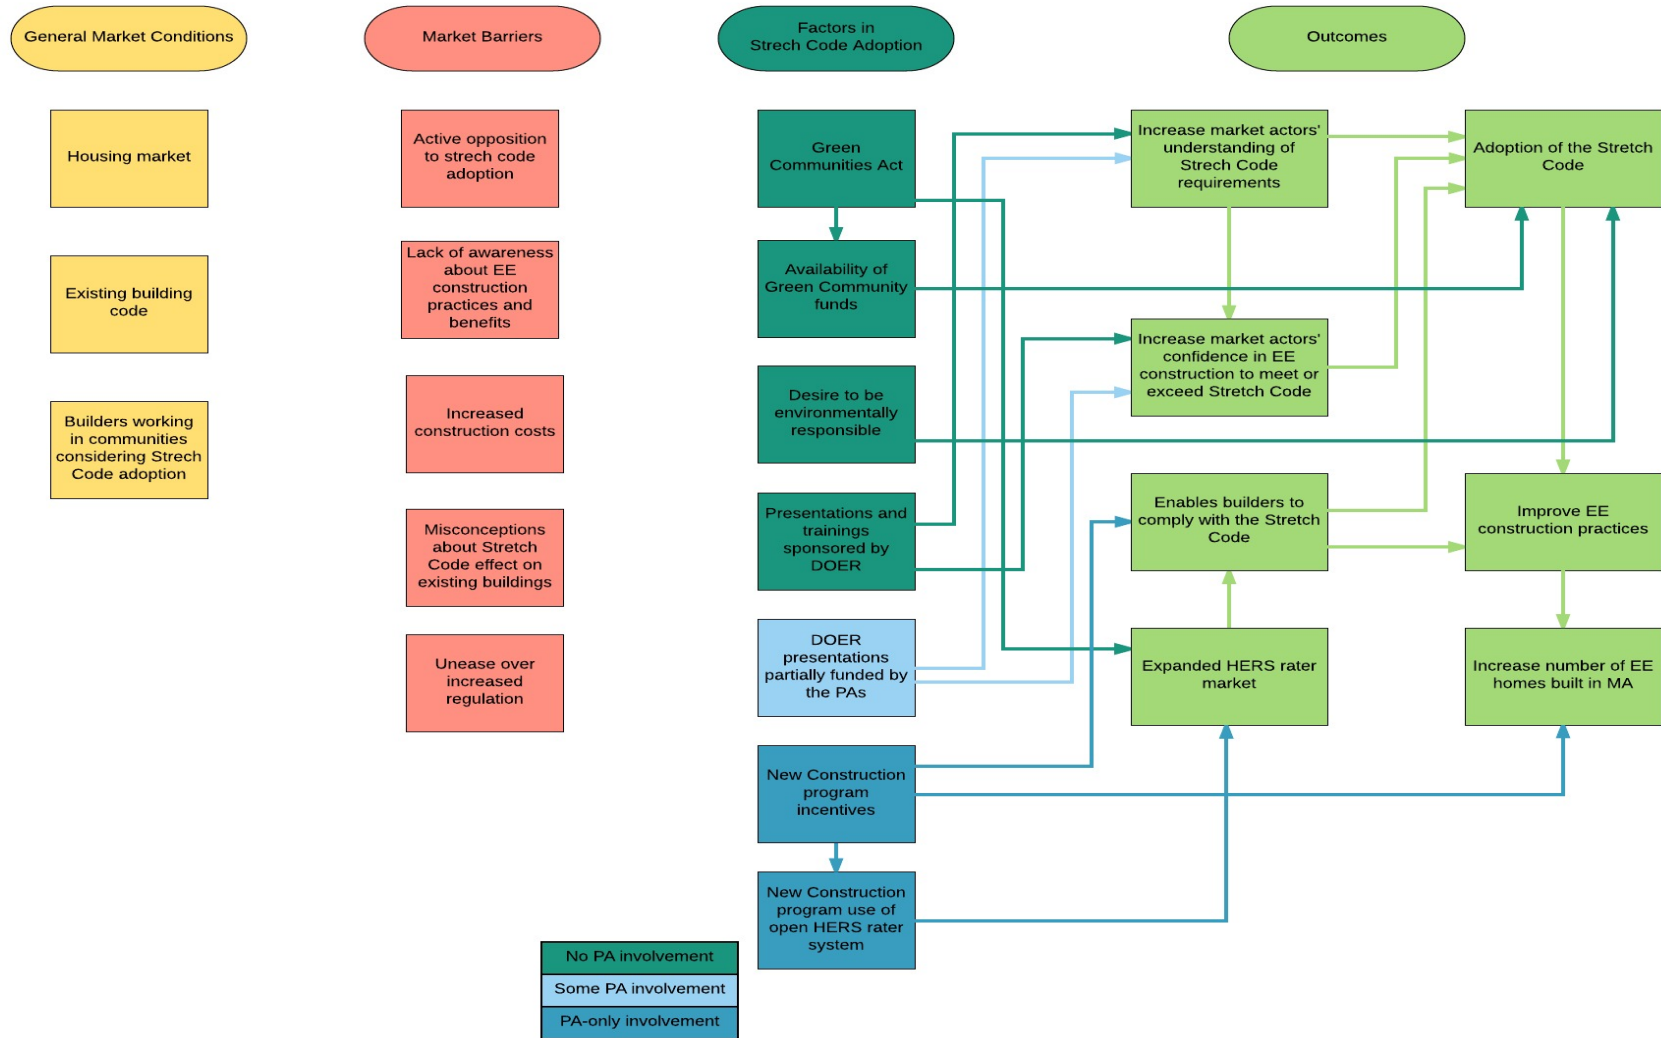 General Market Conditions
Market Barriers
Factors in
Strech Code Adoption
Outcomes
Housing market
Existing building
code
Builders working
in communities
considering Strech
Code adoption
Active opposition
to strech code
adoption
Lack of awareness
about EE
construction
practices and
benefits
Increased
construction costs
Misconceptions
about Stretch
Code effect on
existing buildings
Unease over
increased
regulation
Green
Communities Act
Availability of
Green Community
funds
Desire to be
environmentally
responsible
Presentations and
trainings
sponsored by
DOER
DOER
presentations
partially funded by
the PAs
New Construction
program
incentives
New Construction
program use of
open HERS rater
system
Increase market actors'
understanding of
Strech Code
requirements
Increase market actors'
confidence in EE
construction to meet or
exceed Stretch Code
Enables builders to
comply with the Stretch
Code
Expanded HERS rater
market
Adoption of the Stretch
Code
Improve EE
construction practices
Increase number of EE
homes built in MA
No PA involvement
Some PA involvement
PA-only involvement